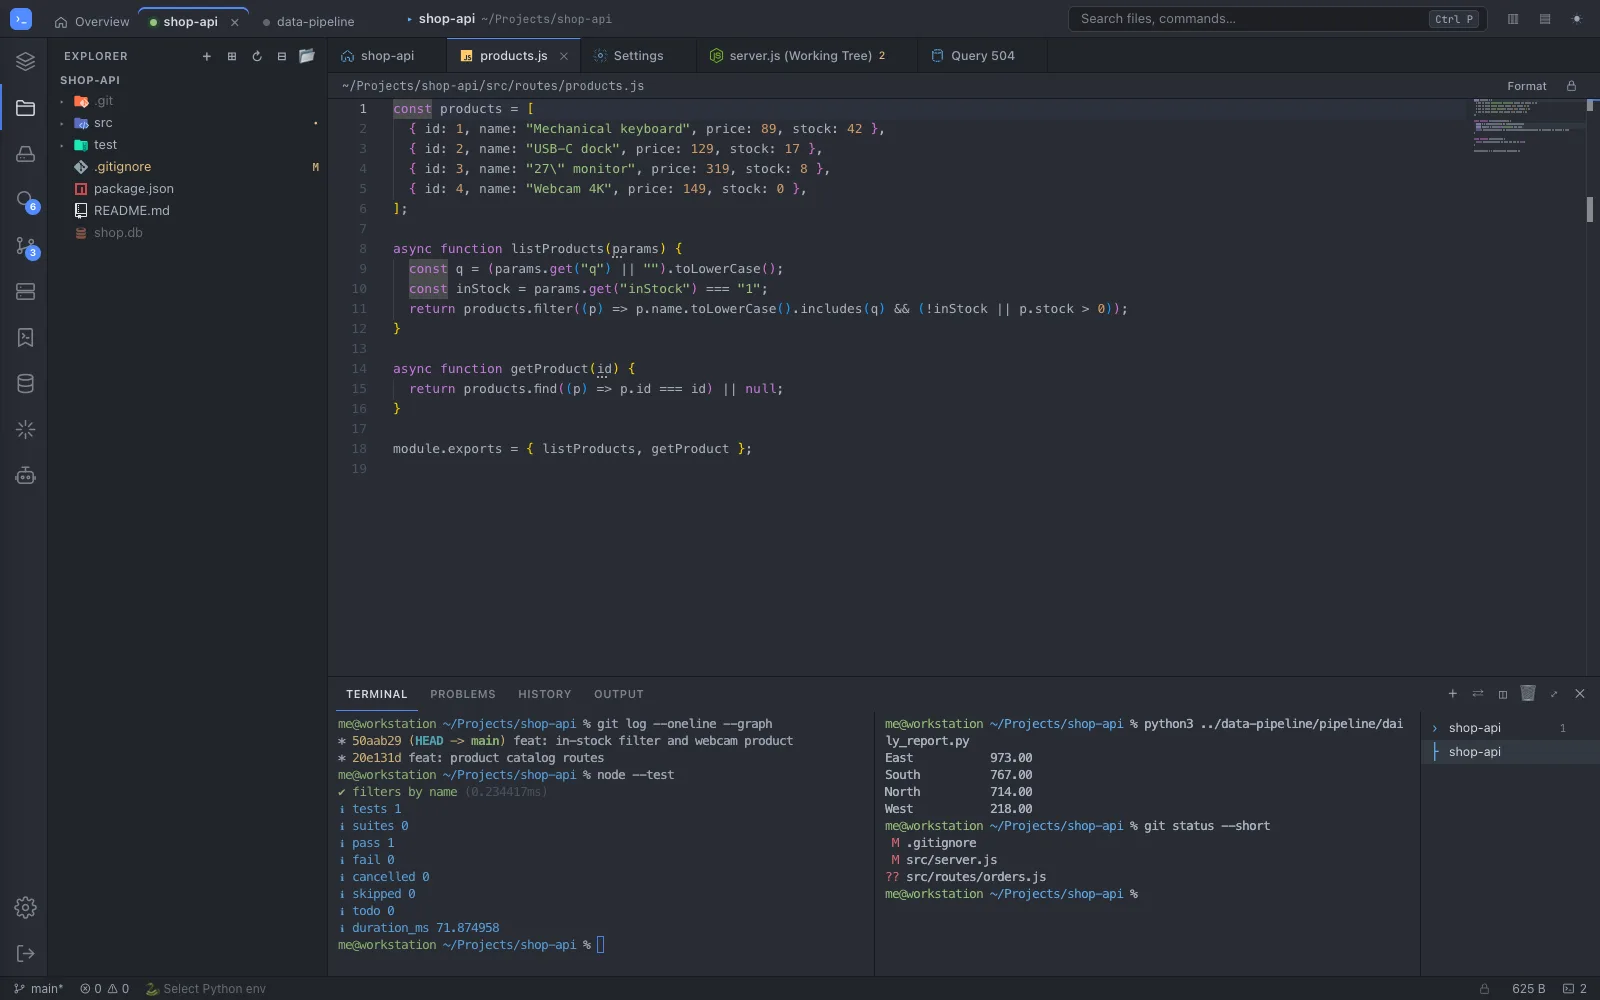 Overview
shop-api
data-pipeline
shop-api ~/Projects/shop-api
Search files, commands...
Ctrl P
EXPLORER
SHOP-API
.git
src
test
.gitignore M
package.json
README.md
shop.db
6
3
shop-api
products.js
Settings
server.js (Working Tree) 2
Query 504
~/Projects/shop-api/src/routes/products.js
Format
1 const products = [
2 { id: 1, name: "Mechanical keyboard", price: 89, stock: 42 },
3 { id: 2, name: "USB-C dock", price: 129, stock: 17 },
4 { id: 3, name: "27\" monitor", price: 319, stock: 8 },
5 { id: 4, name: "Webcam 4K", price: 149, stock: 0 },
6 ];
7
8 async function listProducts(params) {
9 const q = (params.get("q") || "").toLowerCase();
10 const inStock = params.get("inStock") === "1";
11 return products.filter((p) => p.name.toLowerCase().includes(q) && (!inStock || p.stock > 0));
12 }
13
14 async function getProduct(id) {
15 return products.find((p) => p.id === id) || null;
16 }
17
18 module.exports = { listProducts, getProduct };
19
TERMINAL
PROBLEMS
HISTORY
OUTPUT
me@workstation ~/Projects/shop-api % git log --oneline --graph
* 50aab29 (HEAD -> main) feat: in-stock filter and webcam product
* 20e131d feat: product catalog routes
me@workstation ~/Projects/shop-api % node --test
✔ filters by name (0.234417ms)
ℹ tests 1
ℹ suites 0
ℹ pass 1
ℹ fail 0
ℹ cancelled 0
ℹ skipped 0
ℹ todo 0
ℹ duration_ms 71.874958
me@workstation ~/Projects/shop-api %
me@workstation ~/Projects/shop-api % python3 ../data-pipeline/pipeline/dai
ly_report.py
East 973.00
South 767.00
North 714.00
West 218.00
me@workstation ~/Projects/shop-api % git status --short
M .gitignore
M src/server.js
?? src/routes/orders.js
me@workstation ~/Projects/shop-api %
shop-api 1
shop-api
main*
0
0
Select Python env
625 B
2